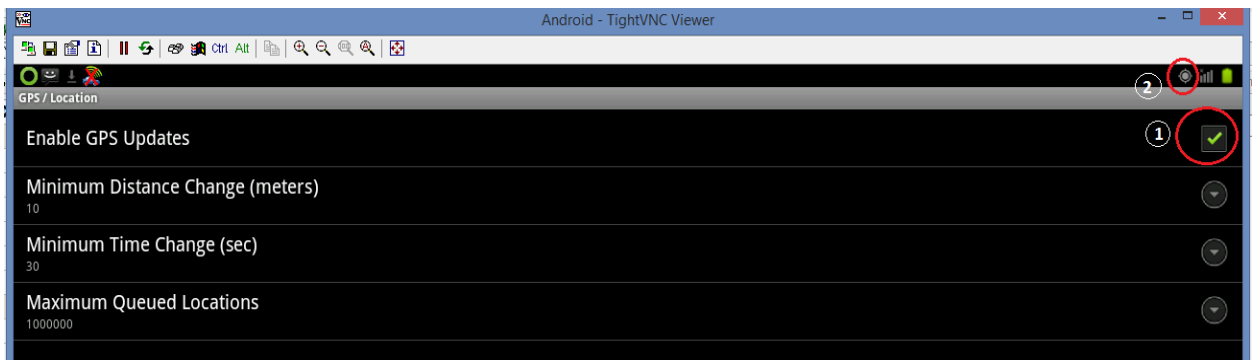 Android - TightVNC Viewer
Ctrl Alt
2
GPS / Location
Enable GPS Updates
1
Minimum Distance Change (meters)
10
Minimum Time Change (sec)
30
Maximum Queued Locations
1000000